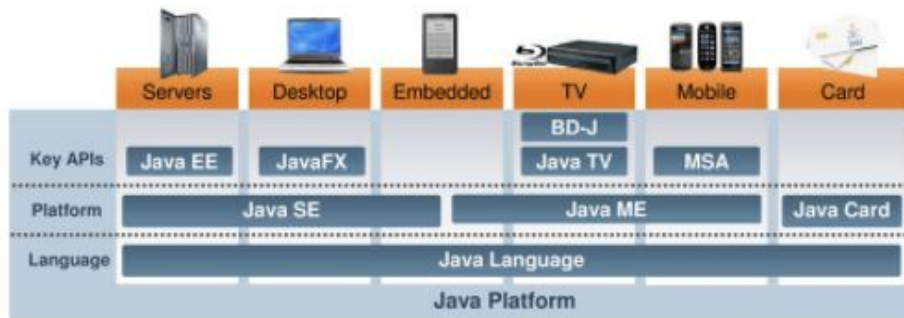 Servers Desktop Embedded TV Mobile Card
BD-J
Key APIs Java EE JavaFX Java TV MSA
Platform Java SE Java ME Java Card
Language Java Language
Java Platform